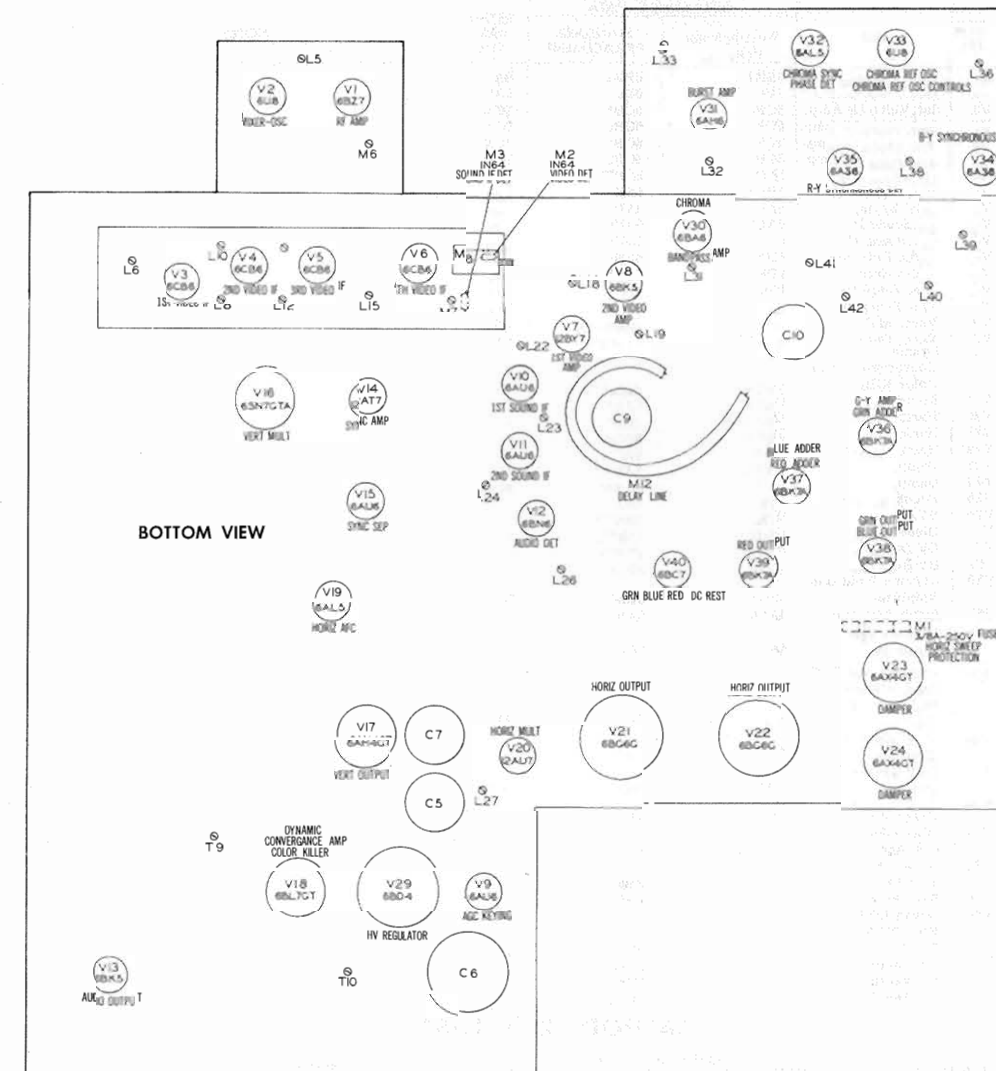 L5
V2
6U8
MIXER-OSC
V1
6BZ7
RF AMP
M6
L33
V32
6AL5
CHROMA SYNC
PHASE DET
V33
6U8
CHROMA REF OSC
CHROMA REF OSC CONTROLS
L36
BURST AMP
V31
6AH6
L32
B-Y SYNCHRONOUS
V35
L38
V34
M3
IN64
SOUND IF DET
M2
IN64
VIDEO DET
CHROMA
V30
6BA6
BANDPASS AMP
L31
L39
L41
L42
L40
L6
V3
6CB6
1ST VIDEO IF
L10
V4
6CB6
2ND VIDEO IF
L8
V5
6CB6
3RD VIDEO IF
L12
L15
V6
6CB6
4TH VIDEO IF
M8
L18
V8
6BK5
2ND VIDEO
AMP
L19
C10
V7
12BY7
1ST VIDEO
AMP
L22
V10
6AU6
1ST SOUND IF
L23
C9
M12
DELAY LINE
V16
6SN7GTA
VERT MULT
V14
12AT7
SYNC AMP
V11
6AU6
2ND SOUND IF
L24
G-Y AMP
GRN ADDER
V36
6BK7A
BLUE ADDER
RED ADDER
V37
6BK7A
V15
6AU6
SYNC SEP
V12
6BN6
AUDIO DET
BOTTOM VIEW
GRN OUTPUT
BLUE OUTPUT
V38
6BK7A
RED OUTPUT
V39
6BK7A
V40
6BC7
GRN BLUE RED DC REST
L26
V19
6AL5
HORIZ AFC
M1
3/8A-250V FUSE
HORIZ SWEEP
PROTECTION
V23
6AX4GT
DAMPER
HORIZ OUTPUT
V21
6BG6G
HORIZ OUTPUT
V22
6BG6G
V17
6AH4GT
VERT OUTPUT
C7
HORIZ MULT
V20
12AU7
V24
6AX4GT
DAMPER
C5
L27
T9
DYNAMIC
CONVERGANCE AMP
COLOR KILLER
V18
6BL7GT
V29
6BD4
HV REGULATOR
V9
6AU6
AGC KEYING
V13
6BK5
AUDIO OUTPUT
T10
C6